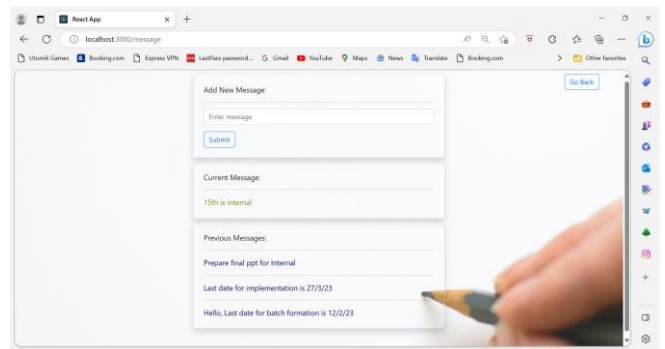 React App
localhost:3000/message
Utomik Games Booking.com Express VPN LastPass password... Gmail YouTube Maps News Translate Booking.com Other favorites
Go Back
Add New Message:
Enter message
Submit
Current Message:
15th is internal
Previous Messages:
Prepare final ppt for Internal
Last date for implementation is 27/3/23
Hello, Last date for batch formation is 12/2/23